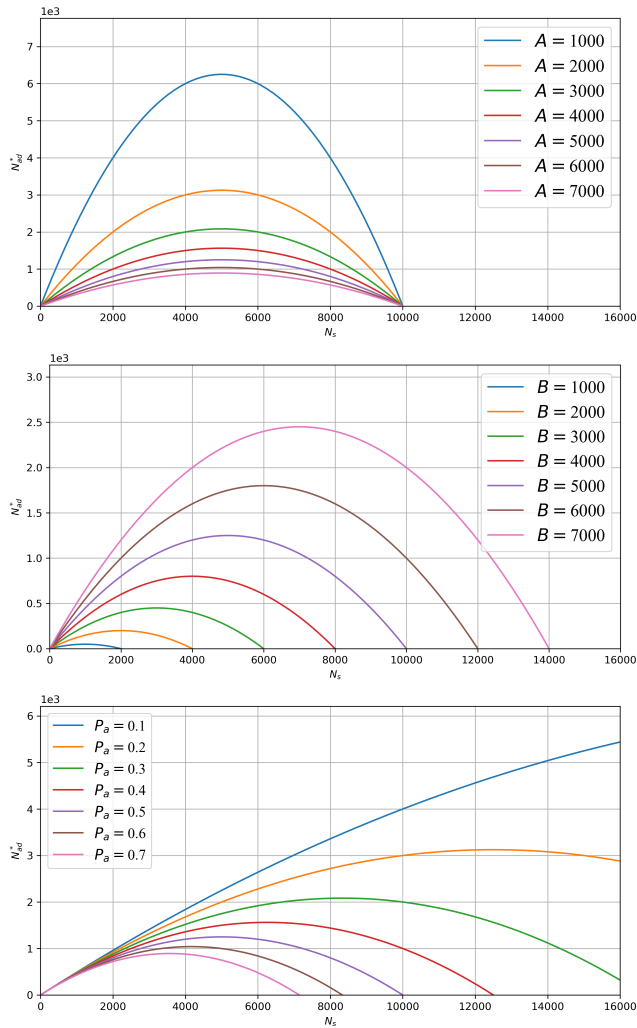 1e3
7
6
5
4
3
2
1
0
N*ad
0 2000 4000 6000 8000 10000 12000 14000 16000
Ns
A = 1000
A = 2000
A = 3000
A = 4000
A = 5000
A = 6000
A = 7000
1e3
3.0
2.5
2.0
1.5
1.0
0.5
0.0
N*ad
0 2000 4000 6000 8000 10000 12000 14000 16000
Ns
B = 1000
B = 2000
B = 3000
B = 4000
B = 5000
B = 6000
B = 7000
1e3
6
5
4
3
2
1
0
N*ad
0 2000 4000 6000 8000 10000 12000 14000 16000
Ns
Pa = 0.1
Pa = 0.2
Pa = 0.3
Pa = 0.4
Pa = 0.5
Pa = 0.6
Pa = 0.7